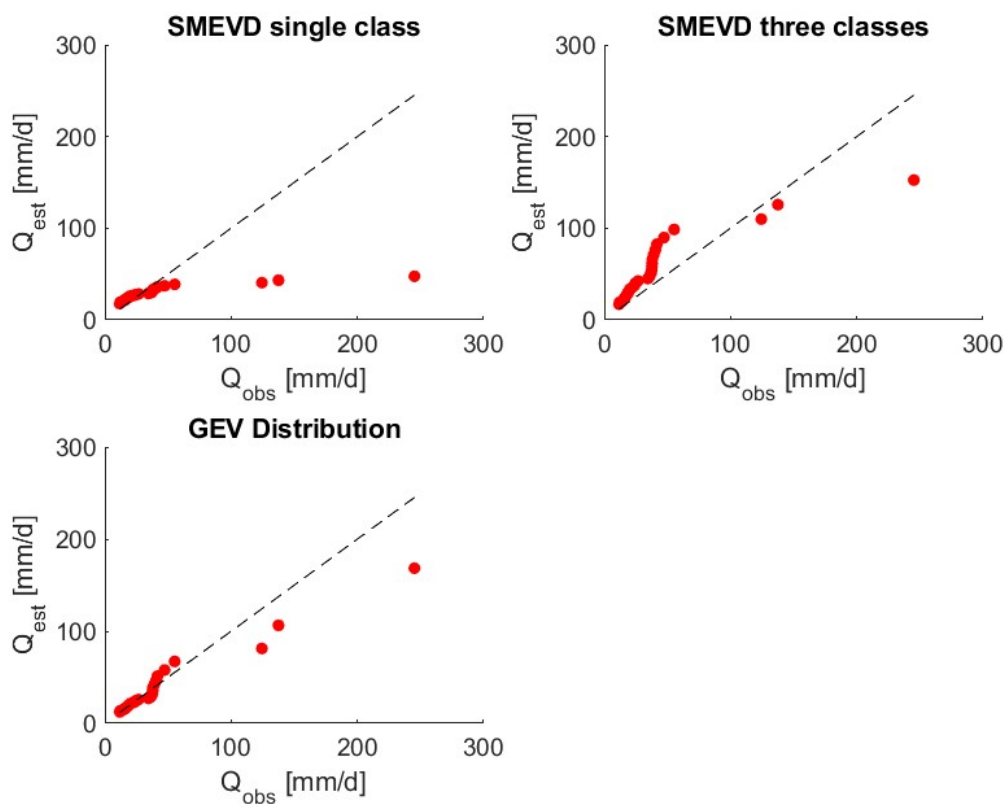 SMEVD single class
300
200
100
0
Q_est [mm/d]
0 100 200 300
Q_obs [mm/d]
SMEVD three classes
300
200
100
0
Q_est [mm/d]
0 100 200 300
Q_obs [mm/d]
GEV Distribution
300
200
100
0
Q_est [mm/d]
0 100 200 300
Q_obs [mm/d]